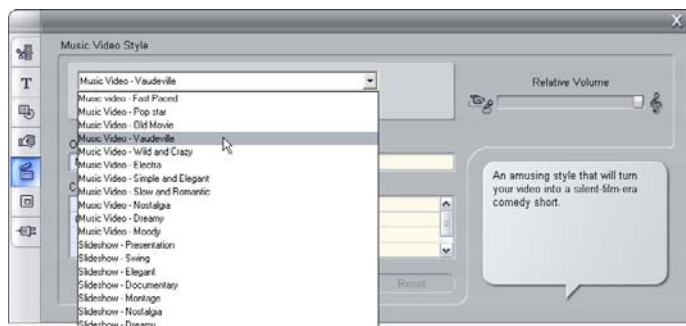 X
Music Video Style
T
Music Video - Vaudeville
Relative Volume
Music video - Fast Paced
Music Video - Pop star
Music Video - Old Movie
Music Video - Vaudeville
Music Video - Wild and Crazy
Music Video - Electra
Music Video - Simple and Elegant
Music Video - Slow and Romantic
Music Video - Nostalgia
Music Video - Dreamy
Music Video - Moody
Slideshow - Presentation
Slideshow - Swing
Slideshow - Elegant
Slideshow - Documentary
Slideshow - Montage
Slideshow - Nostalgia
Slideshow - Dreamy
An amusing style that will turn
your video into a silent-film-era
comedy short.
Reset